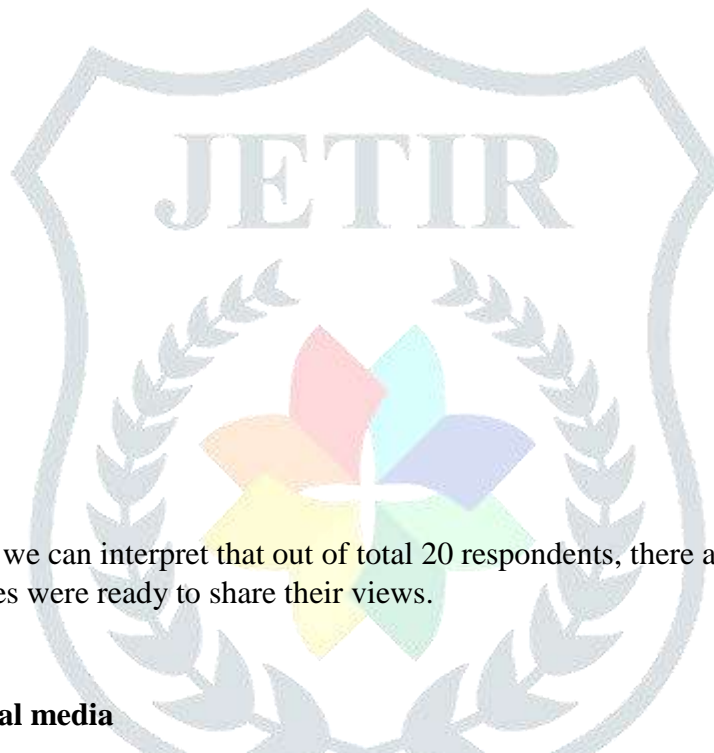 JETIR
we can interpret that out of total 20 respondents, there a
es were ready to share their views.
al media